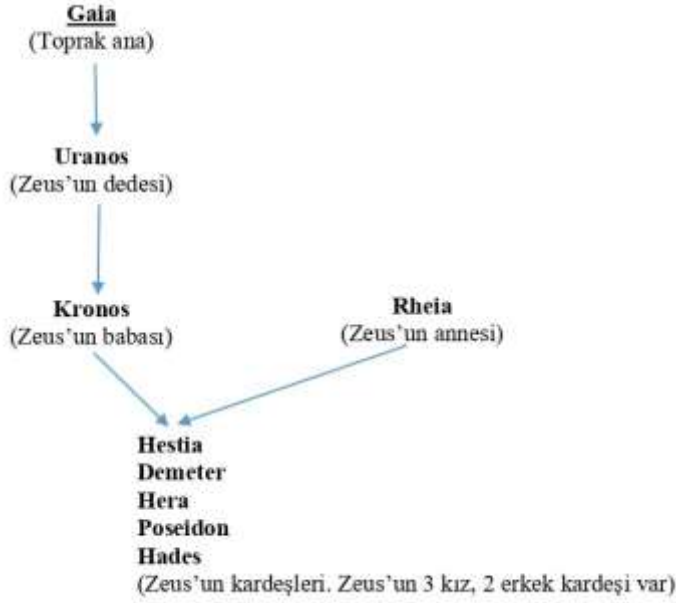 Gaia
(Toprak ana)
Uranos
(Zeus'un dedesi)
Kronos
(Zeus'un babası)
Rheia
(Zeus'un annesi)
Hestia
Demeter
Hera
Poseidon
Hades
(Zeus'un kardeşleri. Zeus'un 3 kız, 2 erkek kardeşi var)